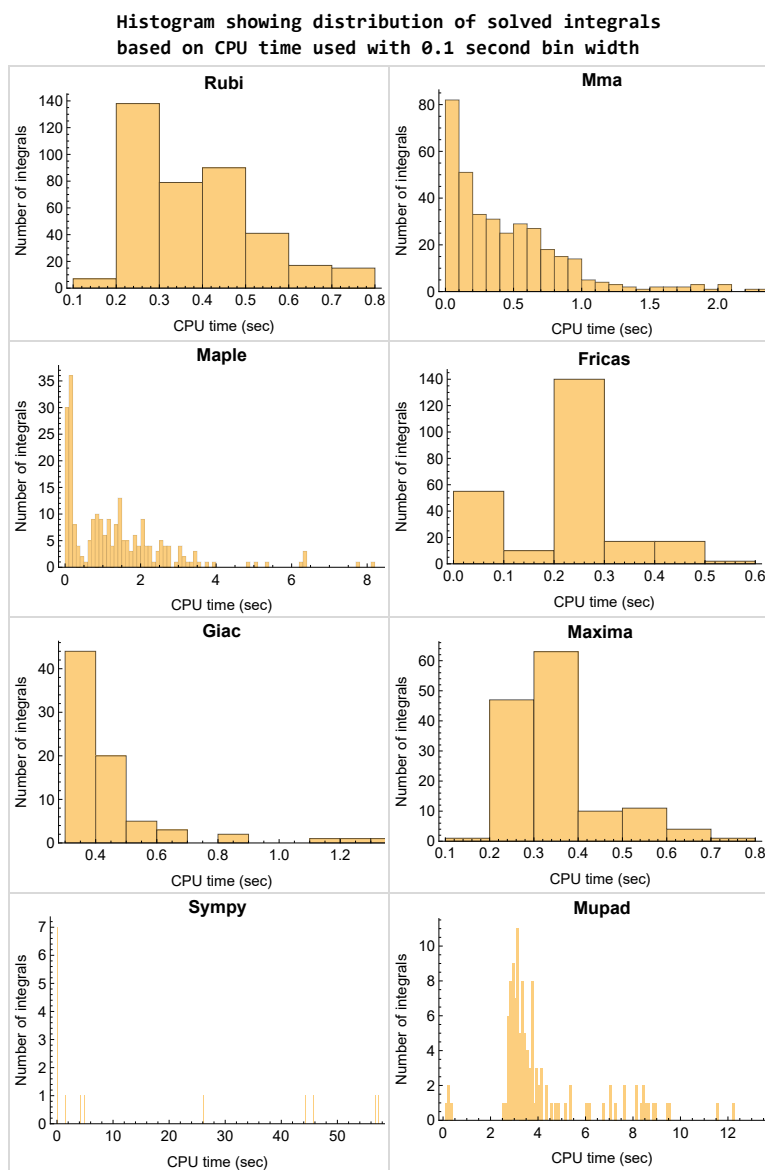 Histogram showing distribution of solved integrals
based on CPU time used with 0.1 second bin width
Rubi
Number of integrals
0 20 40 60 80 100 120 140
0.1 0.2 0.3 0.4 0.5 0.6 0.7 0.8
CPU time (sec)
Mma
Number of integrals
0 20 40 60 80
0.0 0.5 1.0 1.5 2.0
CPU time (sec)
Maple
Number of integrals
0 5 10 15 20 25 30 35
0 2 4 6 8
CPU time (sec)
Fricas
Number of integrals
0 20 40 60 80 100 120 140
0.0 0.1 0.2 0.3 0.4 0.5 0.6
CPU time (sec)
Giac
Number of integrals
0 10 20 30 40
0.4 0.6 0.8 1.0 1.2
CPU time (sec)
Maxima
Number of integrals
0 10 20 30 40 50 60
0.1 0.2 0.3 0.4 0.5 0.6 0.7 0.8
CPU time (sec)
Sympy
Number of integrals
0 1 2 3 4 5 6 7
0 10 20 30 40 50
CPU time (sec)
Mupad
Number of integrals
0 2 4 6 8 10
0 2 4 6 8 10 12
CPU time (sec)